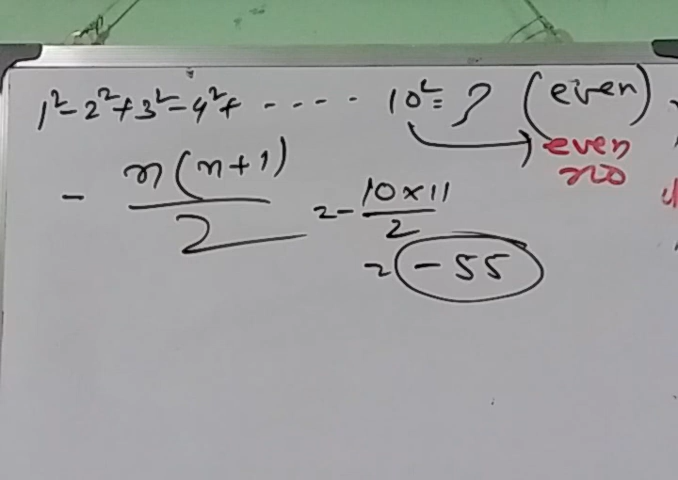 1² - 2² + 3² - 4² + - - - - - 10² = ? (even)
even
no
- n(n+1)/2 = - 10×11/2
= -55